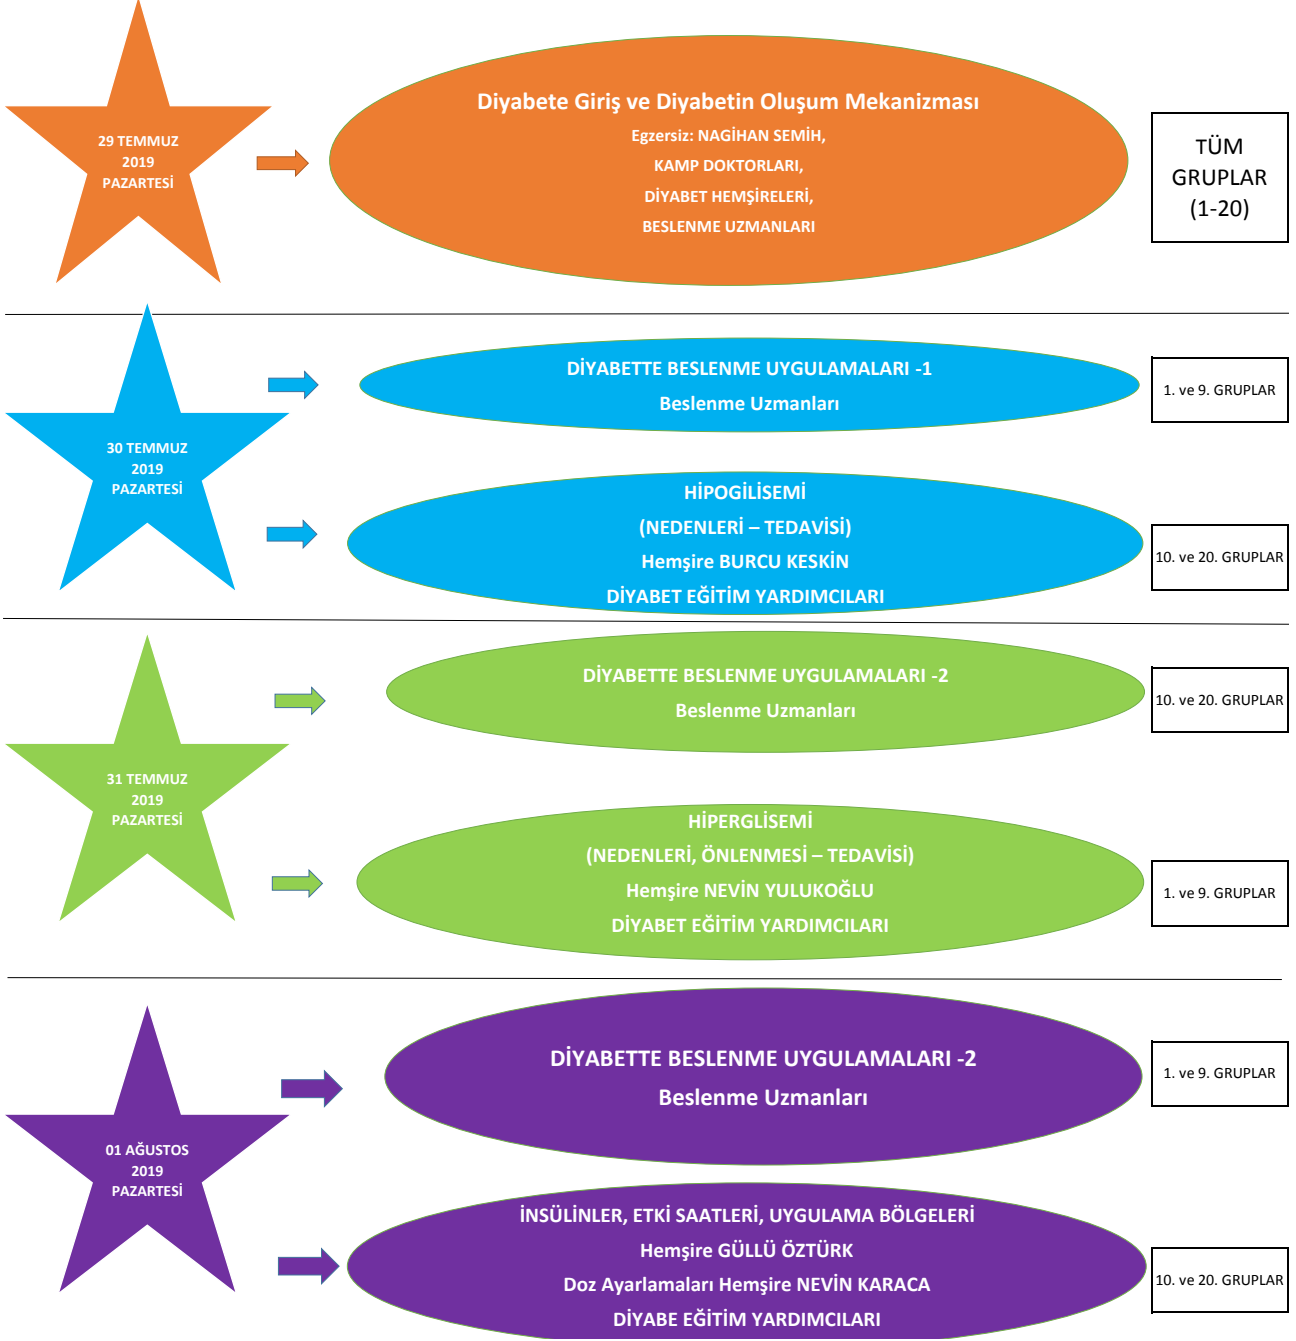 29 TEMMUZ
2019
PAZARTESİ
Diyabete Giriş ve Diyabetin Oluşum Mekanizması
Egzersiz: NAGİHAN SEMİH,
KAMP DOKTORLARI,
DİYABET HEMŞİRELERİ,
BESLENME UZMANLARI
TÜM
GRUPLAR
(1-20)
30 TEMMUZ
2019
PAZARTESİ
DİYABETTE BESLENME UYGULAMALARI -1
Beslenme Uzmanları
1. ve 9. GRUPLAR
HİPOGİLİSEMİ
(NEDENLERİ – TEDAVİSİ)
Hemşire BURCU KESKİN
DİYABET EĞİTİM YARDIMCILARI
10. ve 20. GRUPLAR
31 TEMMUZ
2019
PAZARTESİ
DİYABETTE BESLENME UYGULAMALARI -2
Beslenme Uzmanları
10. ve 20. GRUPLAR
HİPERGLİSEMİ
(NEDENLERİ, ÖNLENMESİ – TEDAVİSİ)
Hemşire NEVİN YULUKOĞLU
DİYABET EĞİTİM YARDIMCILARI
1. ve 9. GRUPLAR
01 AĞUSTOS
2019
PAZARTESİ
DİYABETTE BESLENME UYGULAMALARI -2
Beslenme Uzmanları
1. ve 9. GRUPLAR
İNSÜLİNLER, ETKİ SAATLERİ, UYGULAMA BÖLGELERİ
Hemşire GÜLLÜ ÖZTÜRK
Doz Ayarlamaları Hemşire NEVİN KARACA
DİYABE EĞİTİM YARDIMCILARI
10. ve 20. GRUPLAR